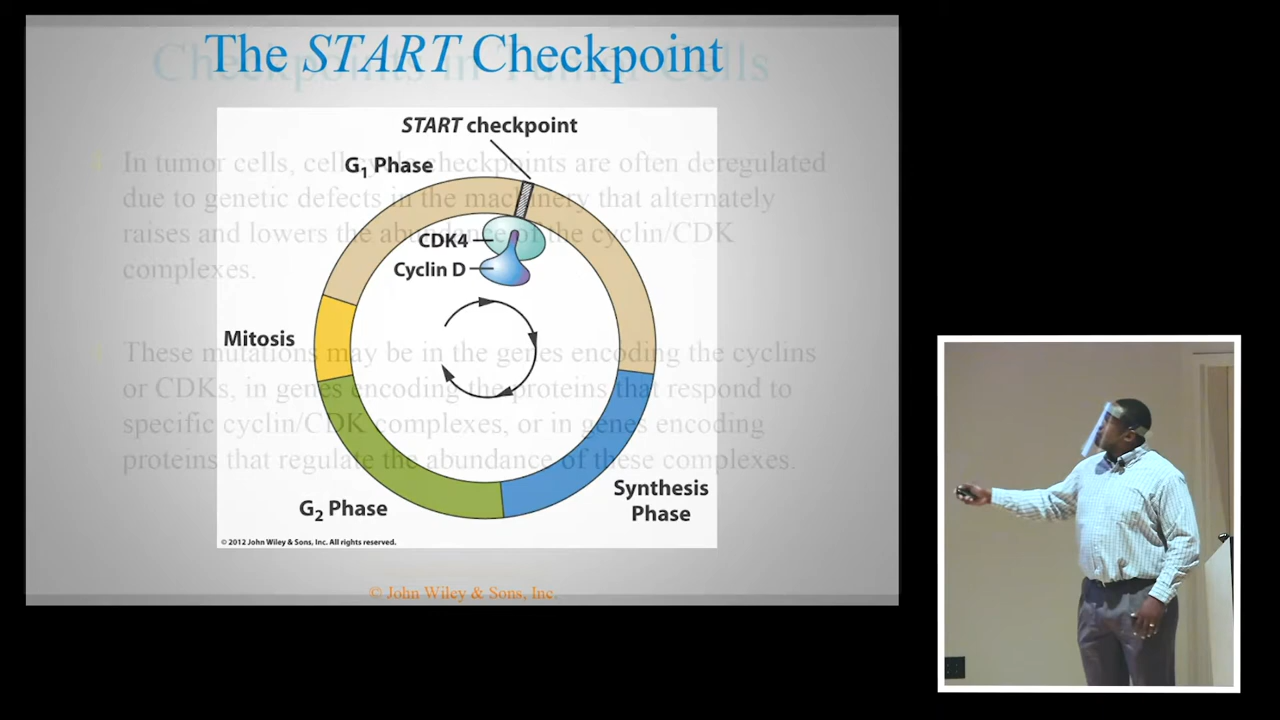 The START Checkpoint
Checkpoints in Tumor Cells
START checkpoint
G₁ Phase
In tumor cells, cell cycle checkpoints are often deregulated
due to genetic defects in the machinery that alternately
raises and lowers the abundance of the cyclin/CDK
complexes.
CDK4
Cyclin D
Mitosis
These mutations may be in the genes encoding the cyclins
or CDKs, in genes encoding the proteins that respond to
specific cyclin/CDK complexes, or in genes encoding
proteins that regulate the abundance of these complexes.
Synthesis
Phase
G₂ Phase
© 2012 John Wiley & Sons, Inc. All rights reserved.
© John Wiley & Sons, Inc.